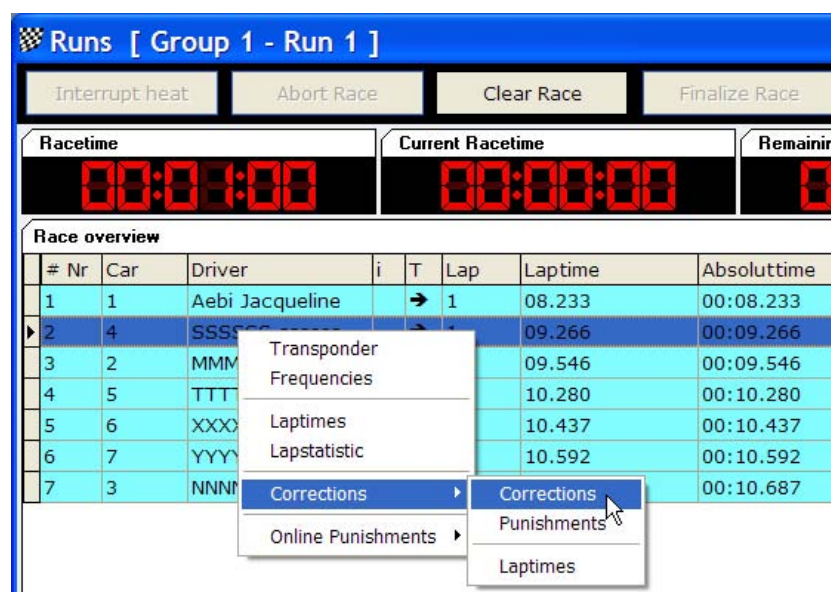 Runs [ Group 1 - Run 1 ]
Interrupt heat Abort Race Clear Race Finalize Race
Racetime Current Racetime
00:01:00 00:00:00
Race overview
# Nr Car Driver i T Lap Laptime Absoluttime
1 1 Aebi Jacqueline ➔ 1 08.233 00:08.233
2 4 09.266 00:09.266
3 2 09.546 00:09.546
4 5 10.280 00:10.280
5 6 10.437 00:10.437
6 7 10.592 00:10.592
7 3 00:10.687
Transponder
Frequencies
Laptimes
Lapstatistic
Corrections
Online Punishments
Corrections
Punishments
Laptimes